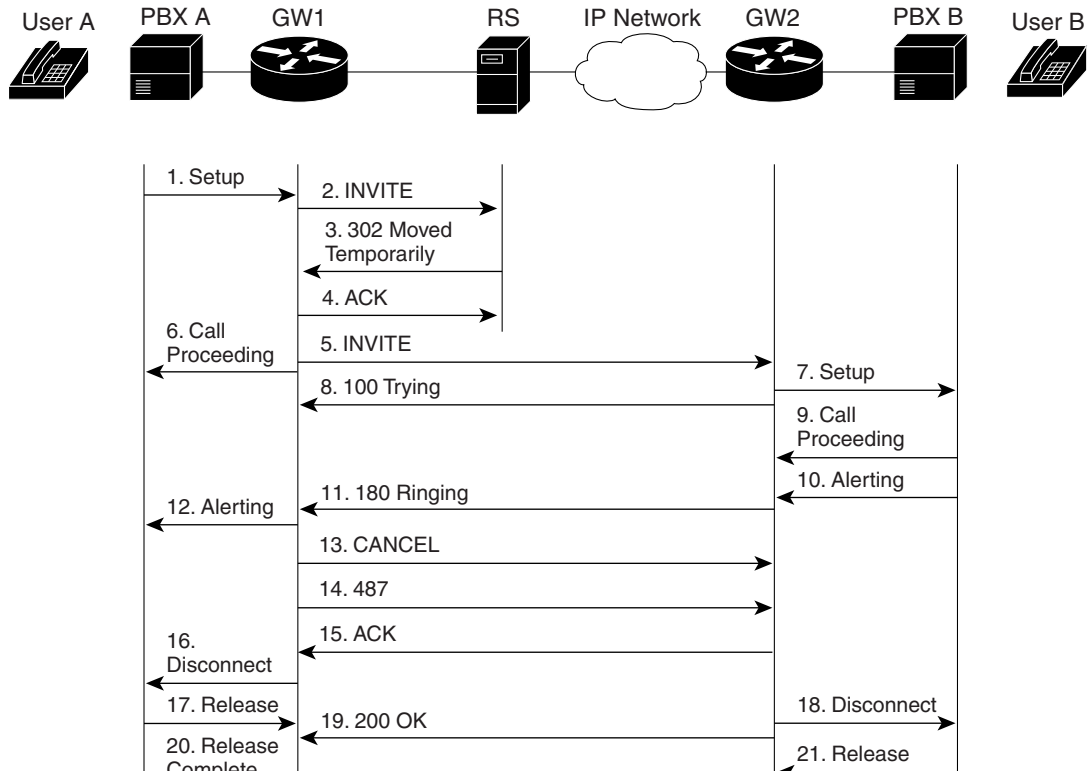 User A
PBX A
GW1
RS
IP Network
GW2
PBX B
User B
1. Setup
2. INVITE
3. 302 Moved
Temporarily
4. ACK
5. INVITE
6. Call
Proceeding
7. Setup
8. 100 Trying
9. Call
Proceeding
10. Alerting
11. 180 Ringing
12. Alerting
13. CANCEL
14. 487
15. ACK
16.
Disconnect
17. Release
18. Disconnect
19. 200 OK
20. Release
Complete
21. Release